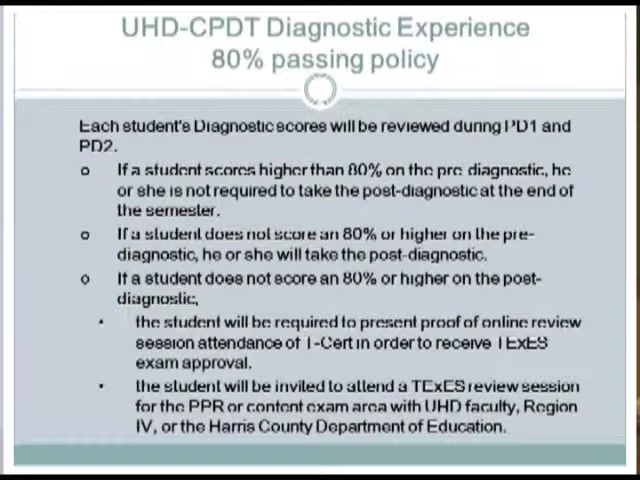 UHD-CPDT Diagnostic Experience
80% passing policy
Each student's Diagnostic scores will be reviewed during PD1 and
PD2.
o If a student scores higher than 80% on the pre diagnostic, he
or she is not required to take the post-diagnostic at the end of
the semester.
o If a student does not score an 80% or higher on the pre-
diagnostic, he or she will take the post-diagnostic.
o If a student does not score an 80% or higher on the post-
diagnostic,
• the student will be required to present proof of online review
session attendance of T-Cert in order to receive TExES
exam approval.
• the student will be invited to attend a TExES review session
for the PPR or content exam area with UHD faculty, Region
IV, or the Harris County Department of Education.